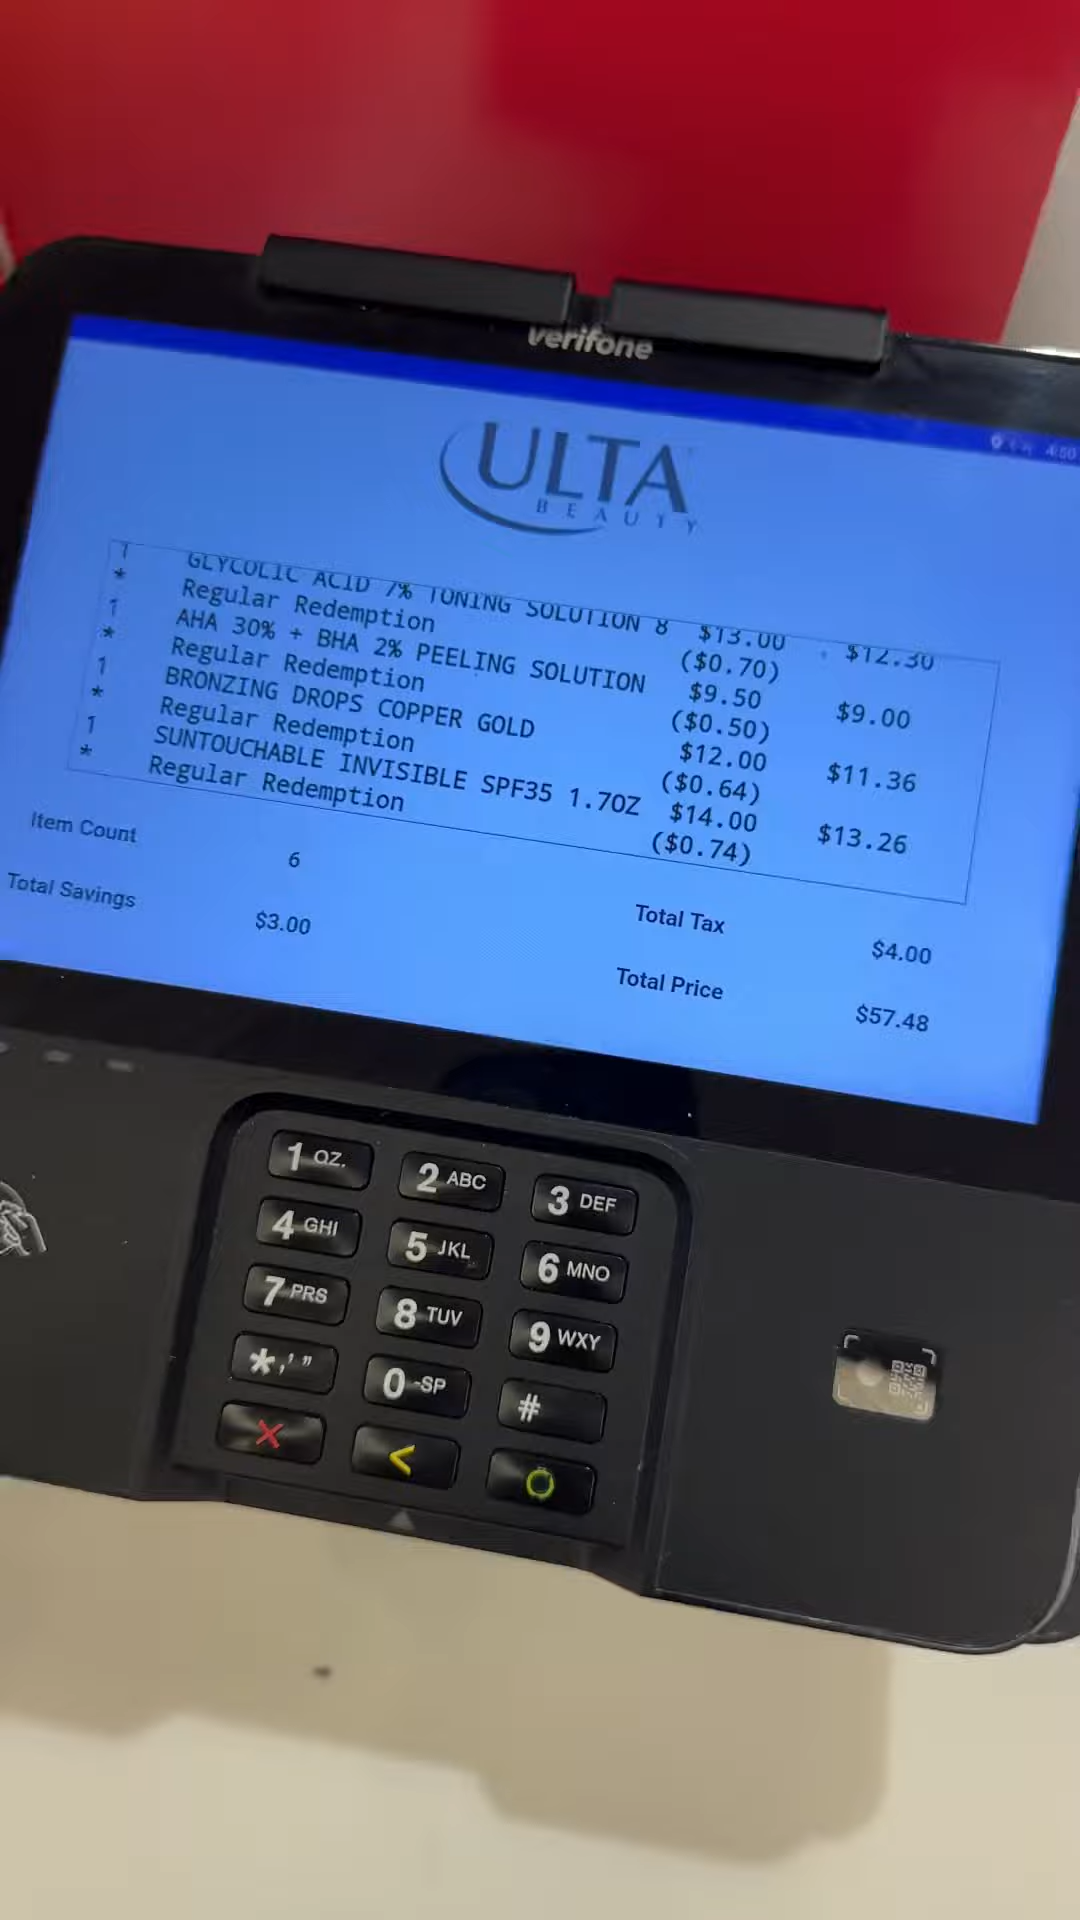 verifone
4:50
ULTA
BEAUTY
1 GLYCOLIC ACID 7% TONING SOLUTION 8 $13.00 $12.30
* Regular Redemption ($0.70)
1 AHA 30% + BHA 2% PEELING SOLUTION $9.50 $9.00
* Regular Redemption ($0.50)
1 BRONZING DROPS COPPER GOLD $12.00 $11.36
* Regular Redemption ($0.64)
1 SUNTOUCHABLE INVISIBLE SPF35 1.7OZ $14.00 $13.26
* Regular Redemption ($0.74)
Item Count 6
Total Savings $3.00
Total Tax $4.00
Total Price $57.48
1 QZ.
2 ABC
3 DEF
4 GHI
5 JKL
6 MNO
7 PRS
8 TUV
9 WXY
*,'"
0 -SP
#